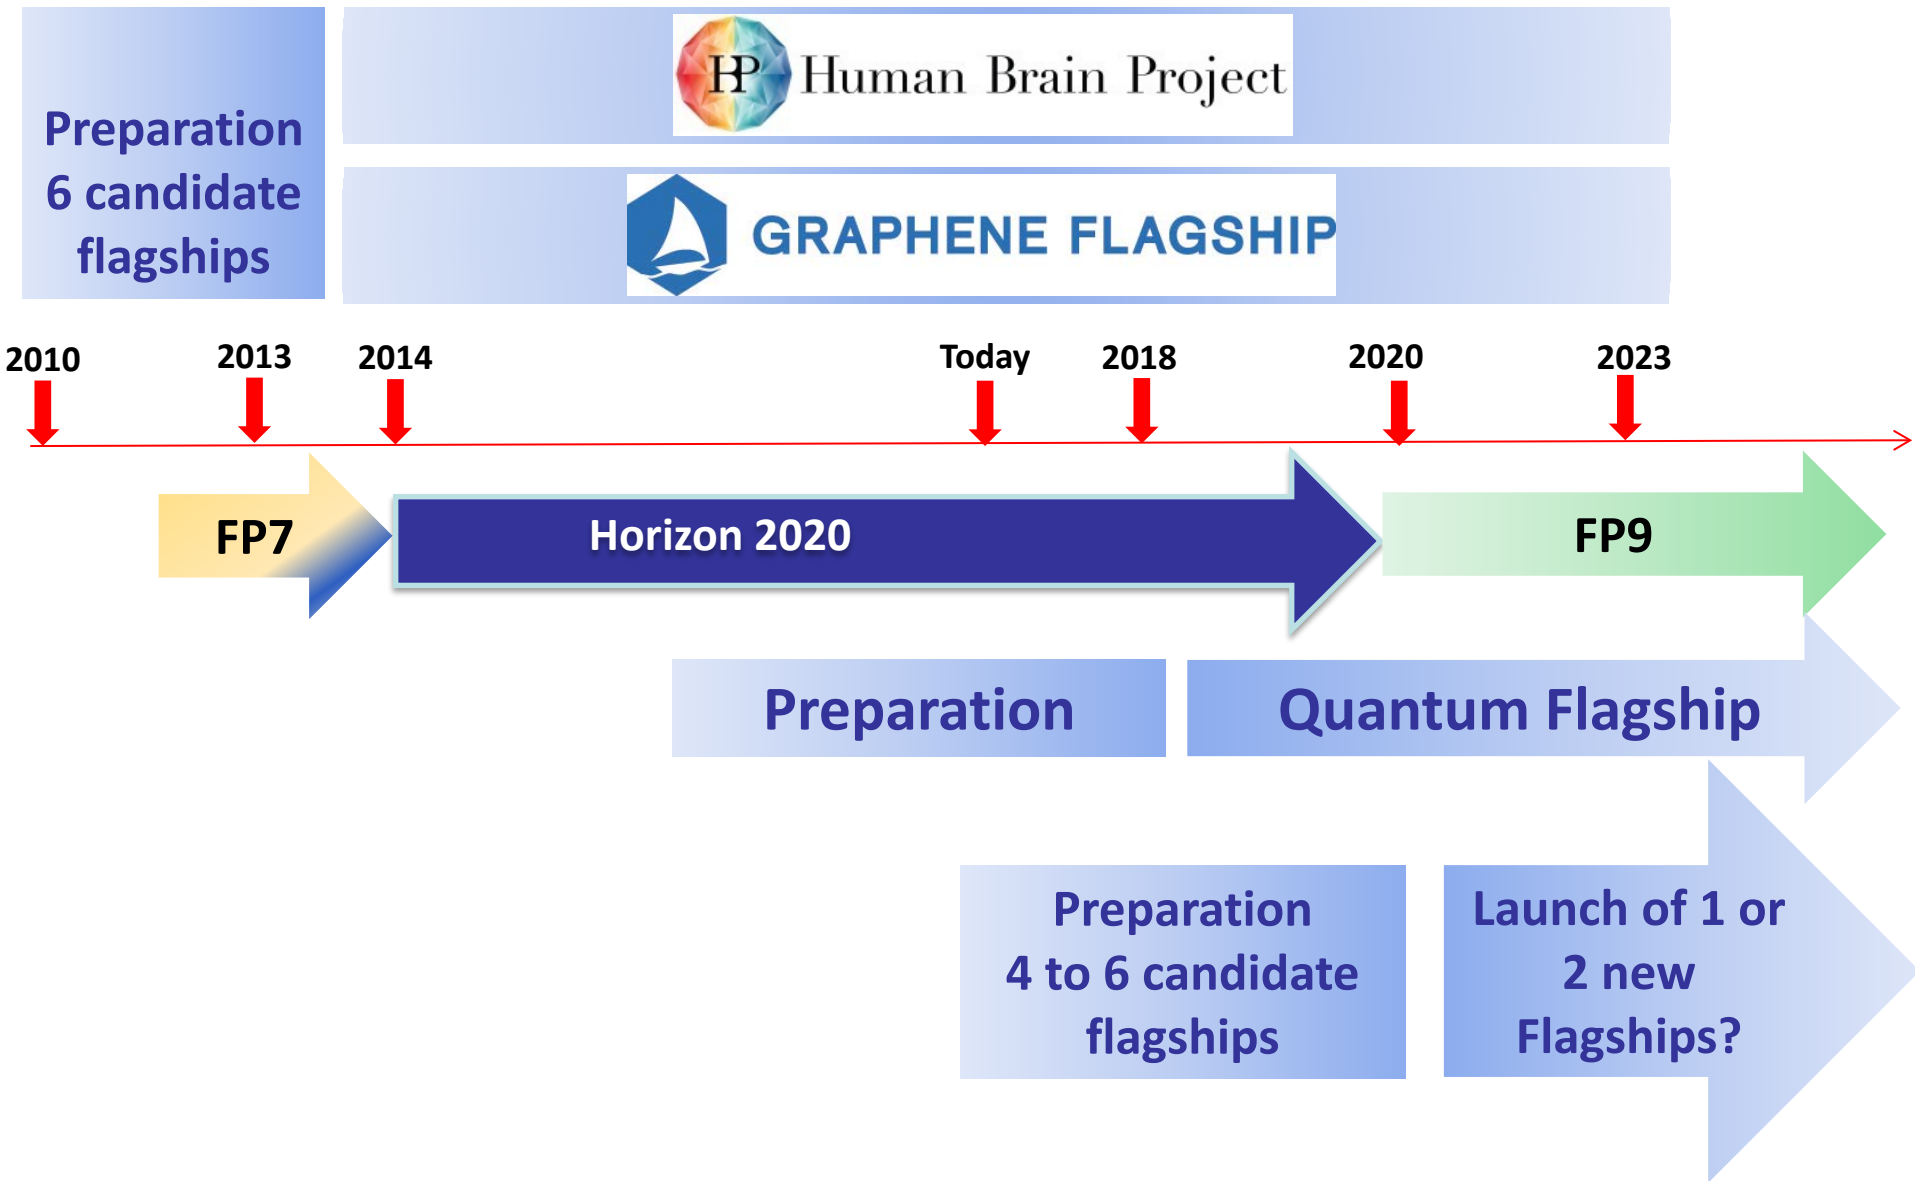 Preparation
6 candidate
flagships
HP Human Brain Project
GRAPHENE FLAGSHIP
2010
2013
2014
Today
2018
2020
2023
FP7
Horizon 2020
FP9
Preparation
Quantum Flagship
Preparation
4 to 6 candidate
flagships
Launch of 1 or
2 new
Flagships?